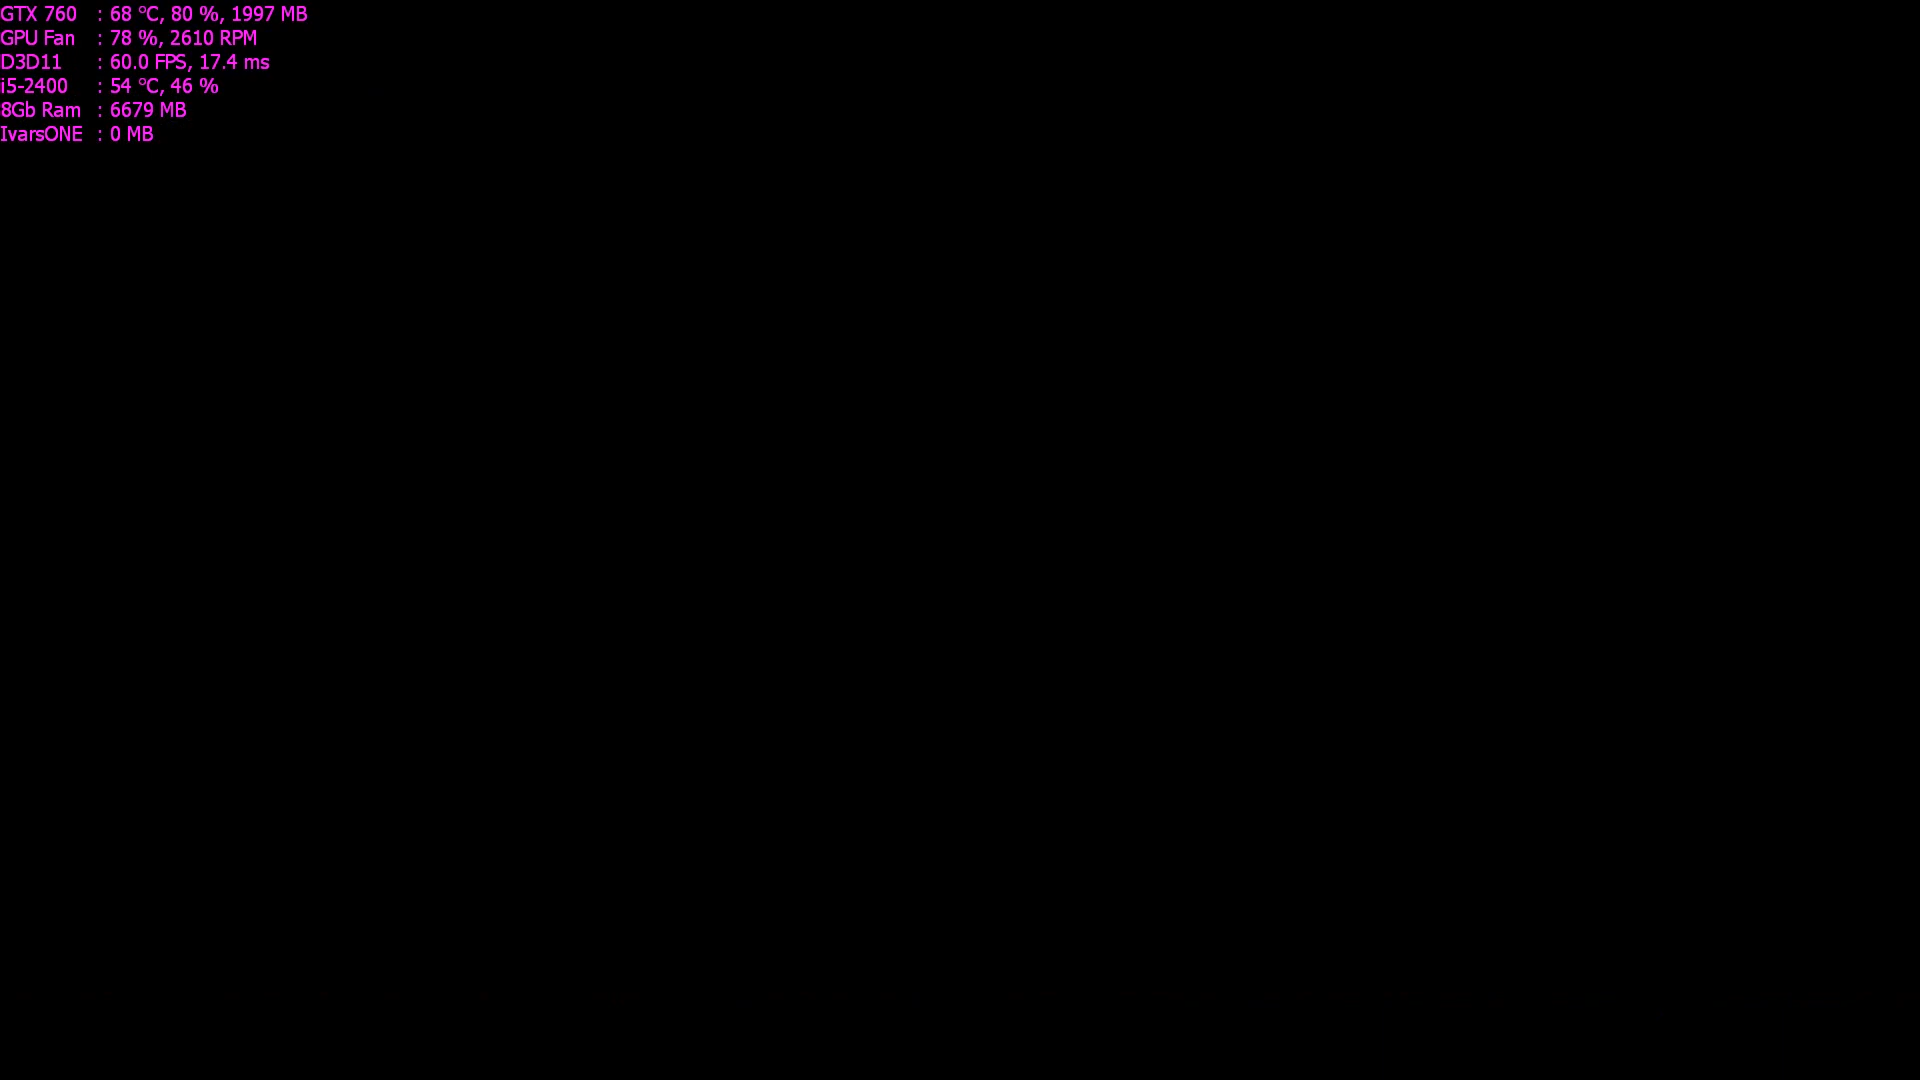 GTX 760 : 68 °C, 80 %, 1997 MB
GPU Fan : 78 %, 2610 RPM
D3D11 : 60.0 FPS, 17.4 ms
i5-2400 : 54 °C, 46 %
8Gb Ram : 6679 MB
IvarsONE : 0 MB